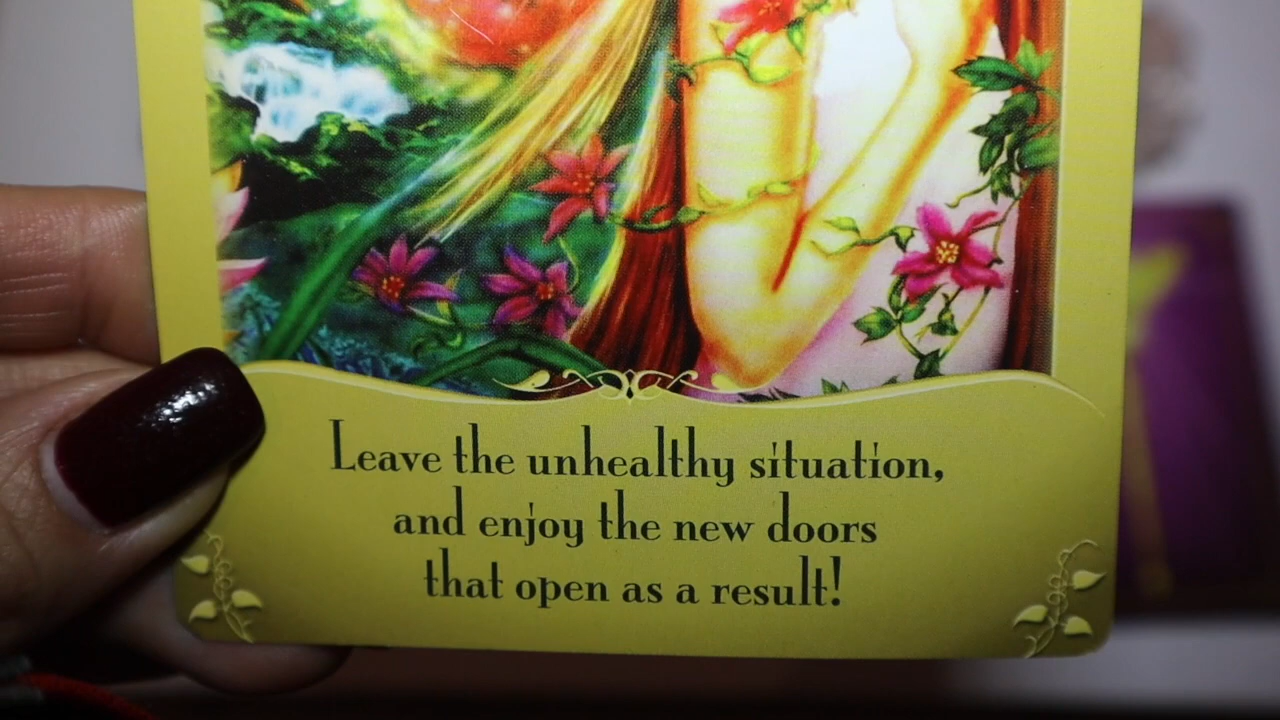 Leave the unhealthy situation,
and enjoy the new doors
that open as a result!